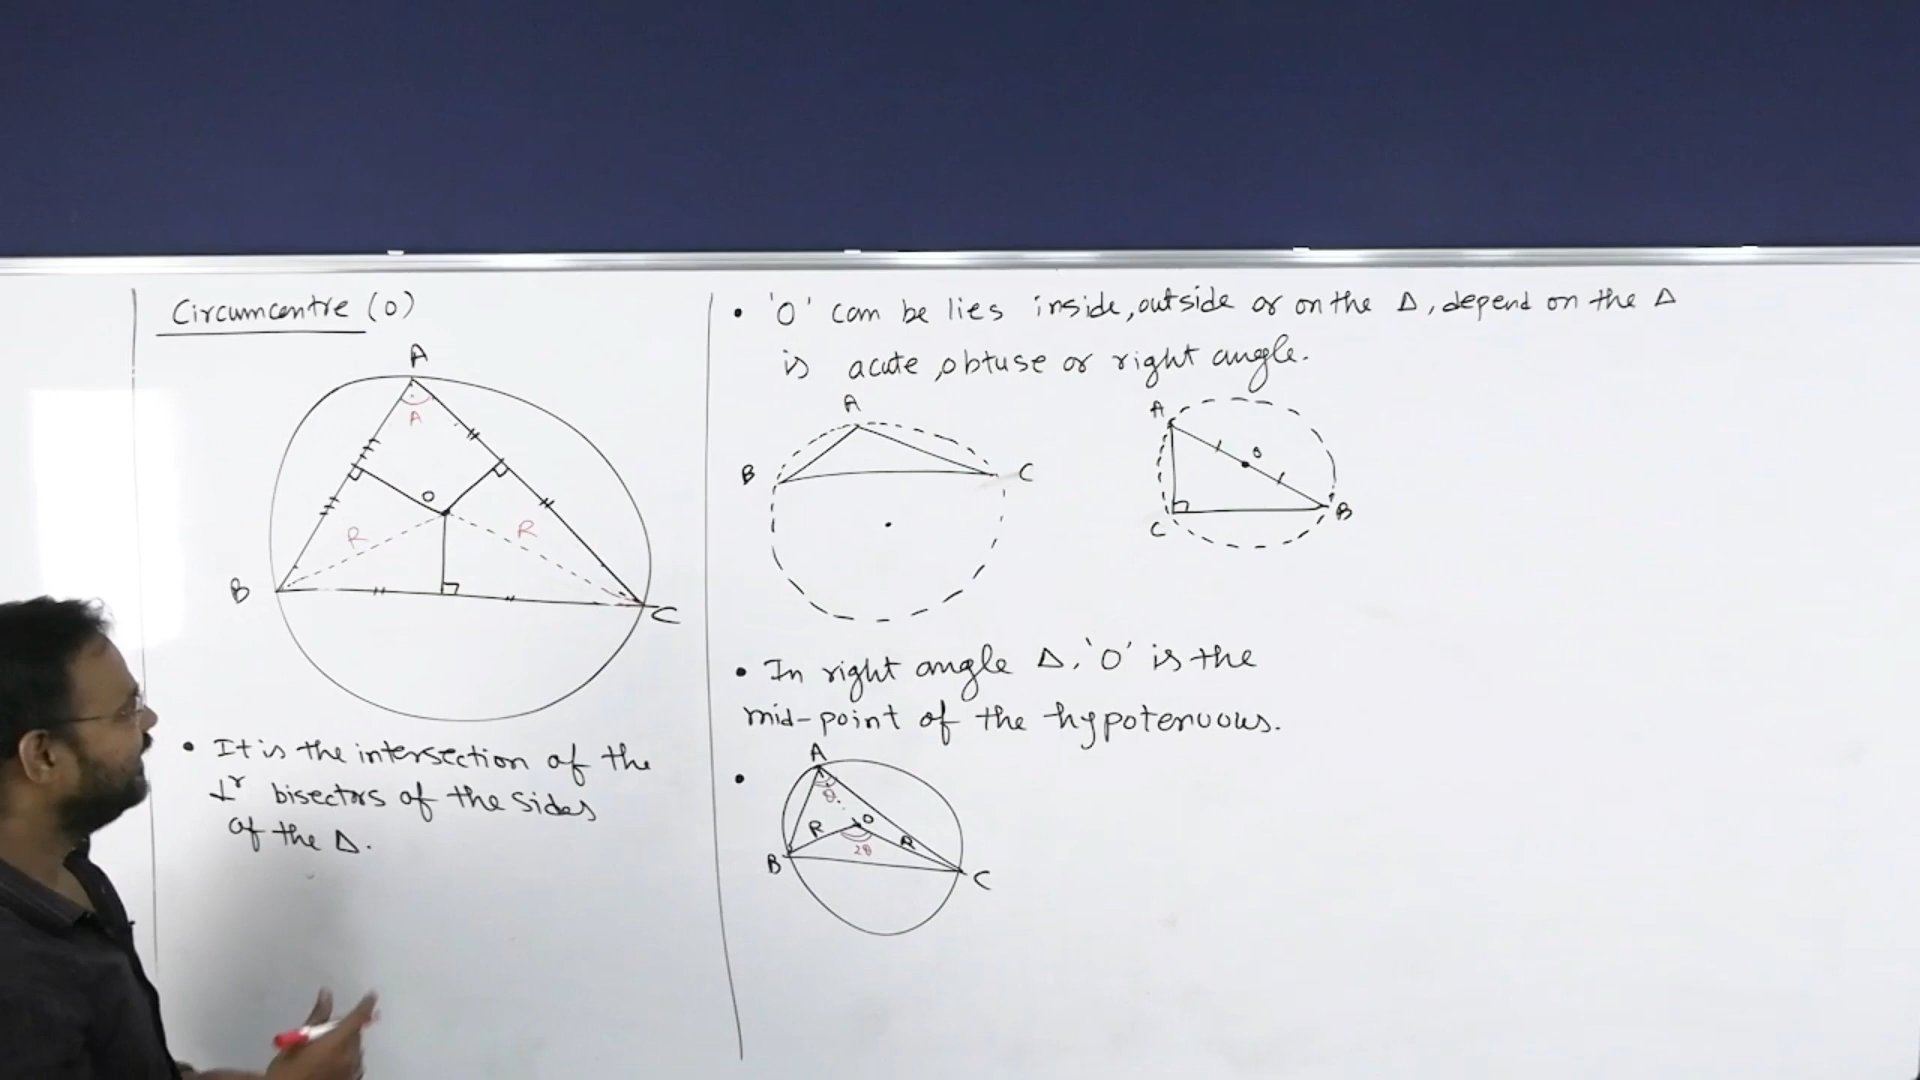 Circumcentre (O)
A
A
O
R
R
B
C
• It is the intersection of the
⊥r bisectors of the sides
of the Δ.
• 'O' can be lies inside, outside or on the Δ, depend on the Δ
is acute, obtuse or right angle.
A
B
C
A
O
C
B
• In right angle Δ, 'O' is the
mid-point of the hypotenuous.
•
A
θ
R
O
R
2θ
B
C